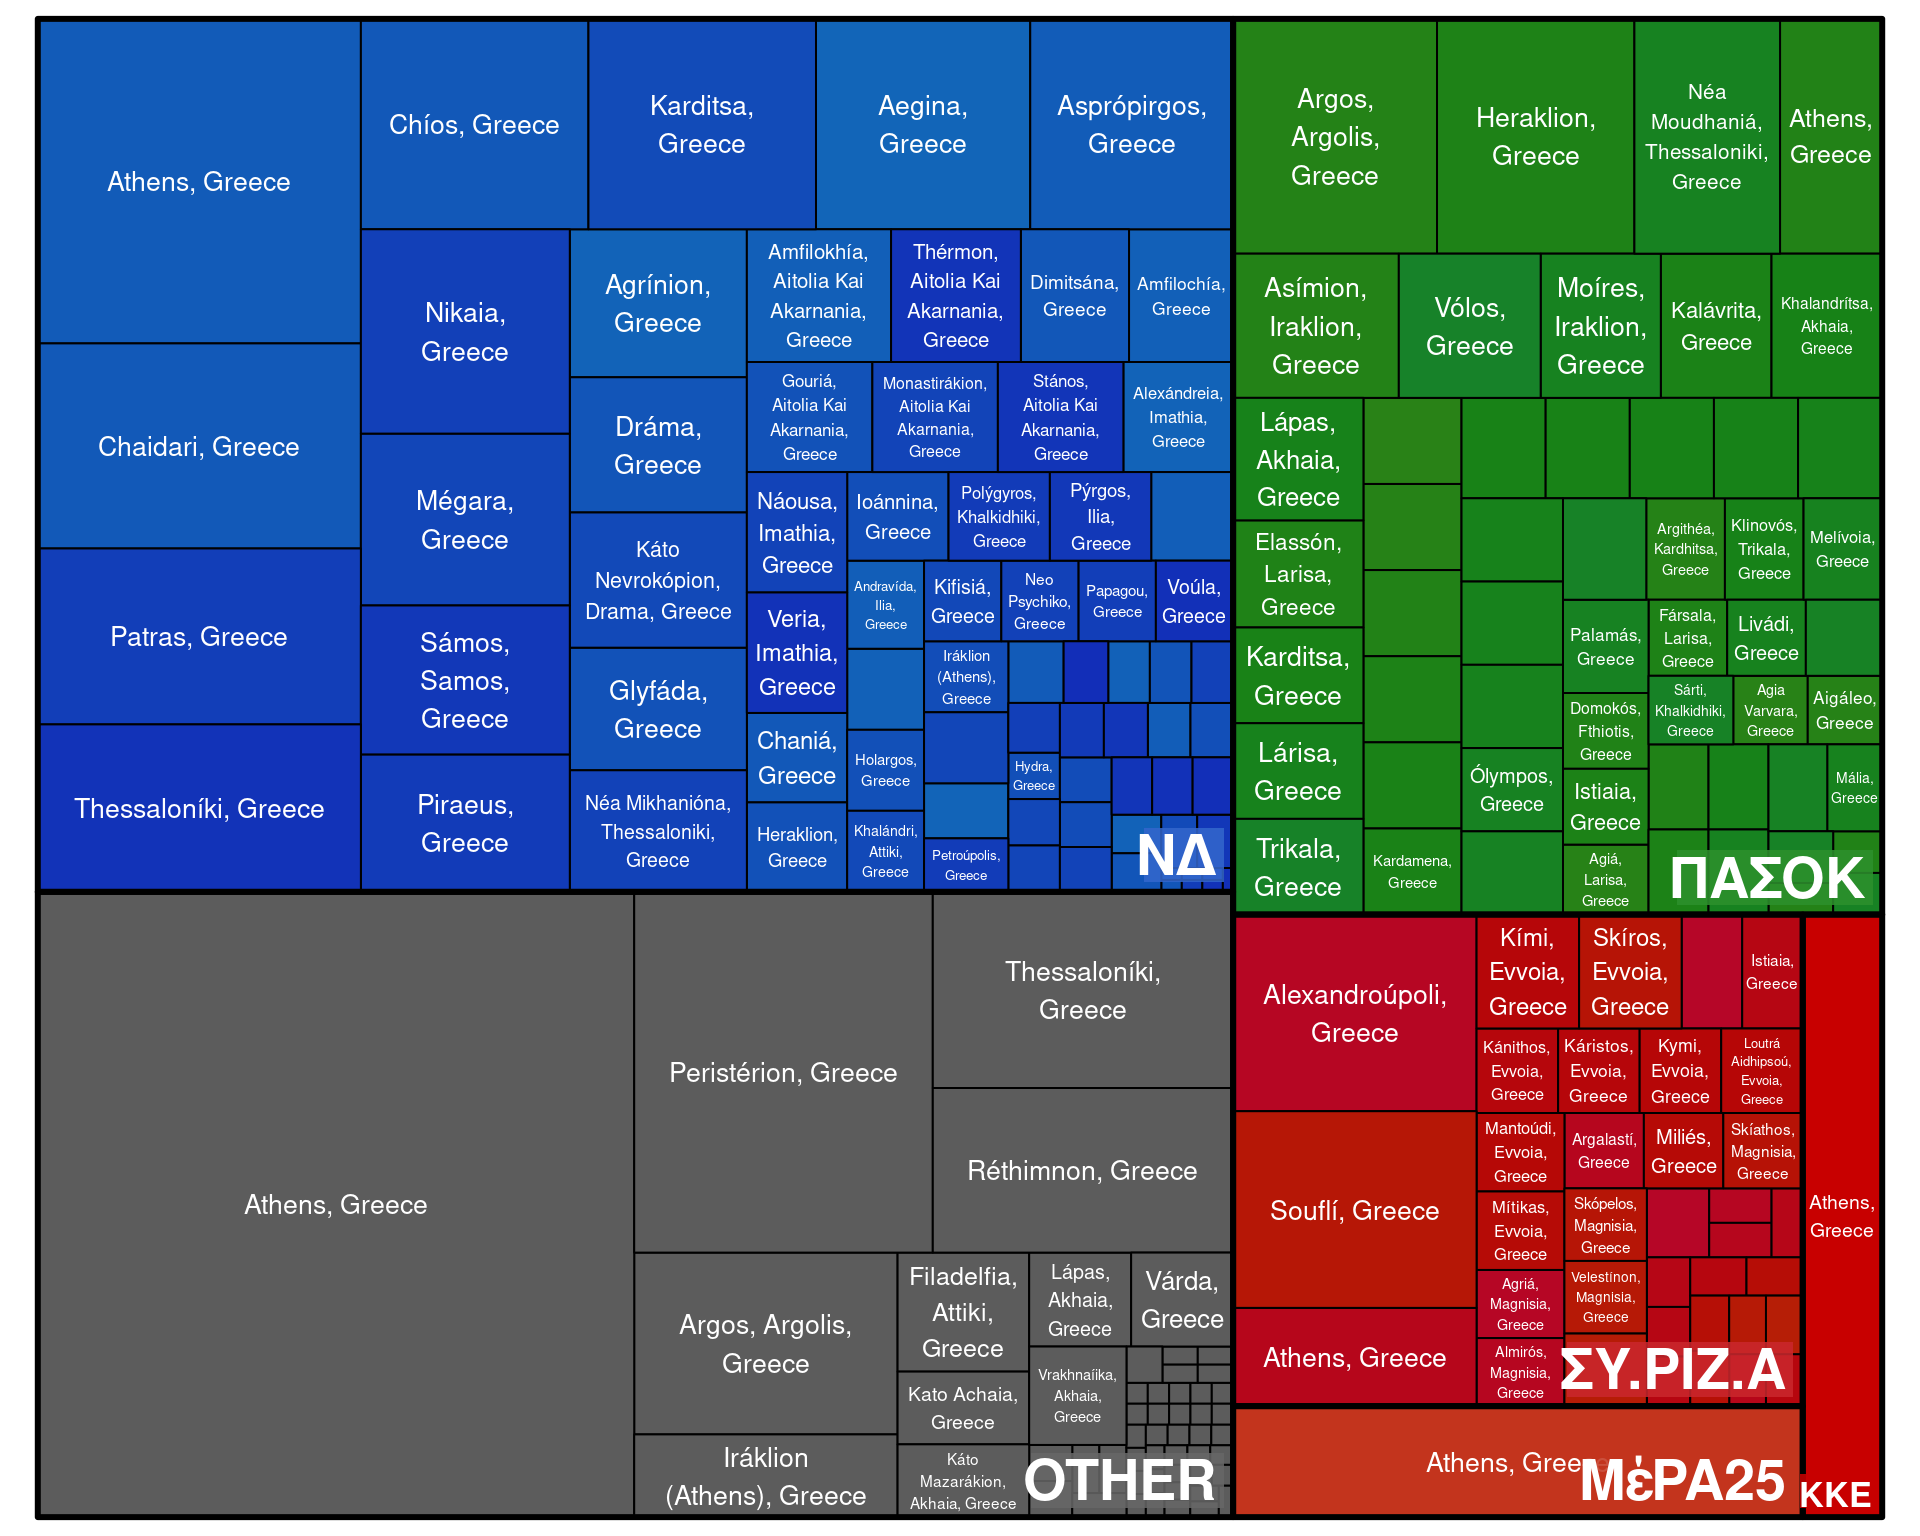 Athens, Greece
Chíos, Greece
Karditsa,
Greece
Aegina,
Greece
Asprópirgos,
Greece
Chaidari, Greece
Patras, Greece
Thessaloníki, Greece
Nikaia,
Greece
Mégara,
Greece
Sámos,
Samos,
Greece
Piraeus,
Greece
Agrínion,
Greece
Dráma,
Greece
Káto
Nevrokópion,
Drama, Greece
Glyfáda,
Greece
Néa Mikhanióna,
Thessaloniki,
Greece
Amfilokhía,
Aitolia Kai
Akarnania,
Greece
Thérmon,
Aitolia Kai
Akarnania,
Greece
Dimitsána,
Greece
Amfilochía,
Greece
Gouriá,
Aitolia Kai
Akarnania,
Greece
Monastirákion,
Aitolia Kai
Akarnania,
Greece
Stános,
Aitolia Kai
Akarnania,
Greece
Alexándreia,
Imathia,
Greece
Náousa,
Imathia,
Greece
Veria,
Imathia,
Greece
Chaniá,
Greece
Heraklion,
Greece
Ioánnina,
Greece
Polýgyros,
Khalkidhiki,
Greece
Pýrgos,
Ilia,
Greece
Andravída,
Ilia,
Greece
Kifisiá,
Greece
Neo
Psychiko,
Greece
Papagou,
Greece
Voúla,
Greece
Holargos,
Greece
Khalándri,
Attiki,
Greece
Iráklion
(Athens),
Greece
Petroúpolis,
Greece
Hydra,
Greece
ΝΔ
Argos,
Argolis,
Greece
Heraklion,
Greece
Néa
Moudhaniá,
Thessaloniki,
Greece
Athens,
Greece
Asímion,
Iraklion,
Greece
Vólos,
Greece
Moíres,
Iraklion,
Greece
Kalávrita,
Greece
Khalandrítsa,
Akhaia,
Greece
Lápas,
Akhaia,
Greece
Elassón,
Larisa,
Greece
Karditsa,
Greece
Lárisa,
Greece
Trikala,
Greece
Kardamena,
Greece
Ólympos,
Greece
Argithéa,
Kardhitsa,
Greece
Klinovós,
Trikala,
Greece
Melívoia,
Greece
Palamás,
Greece
Fársala,
Larisa,
Greece
Livádi,
Greece
Domokós,
Fthiotis,
Greece
Sárti,
Khalkidhiki,
Greece
Agia
Varvara,
Greece
Aigáleo,
Greece
Istiaia,
Greece
Agiá,
Larisa,
Greece
Mália,
Greece
ΠΑΣΟΚ
Athens, Greece
Peristérion, Greece
Thessaloníki,
Greece
Réthimnon, Greece
Argos, Argolis,
Greece
Iráklion
(Athens), Greece
Filadelfia,
Attiki,
Greece
Kato Achaia,
Greece
Káto
Mazarákion,
Akhaia, Greece
Lápas,
Akhaia,
Greece
Várda,
Greece
Vrakhnaíika,
Akhaia,
Greece
OTHER
Alexandroúpoli,
Greece
Souflí, Greece
Athens, Greece
Kími,
Evvoia,
Greece
Skíros,
Evvoia,
Greece
Istiaia,
Greece
Kánithos,
Evvoia,
Greece
Káristos,
Evvoia,
Greece
Kymi,
Evvoia,
Greece
Loutrá
Aidhipsoú,
Evvoia,
Greece
Mantoúdi,
Evvoia,
Greece
Argalastí,
Greece
Miliés,
Greece
Skíathos,
Magnisia,
Greece
Mítikas,
Evvoia,
Greece
Skópelos,
Magnisia,
Greece
Agriá,
Magnisia,
Greece
Velestínon,
Magnisia,
Greece
Almirós,
Magnisia,
Greece
ΣΥ.ΡΙΖ.Α
Athens, Greece
ΜέΡΑ25
Athens,
Greece
ΚΚΕ